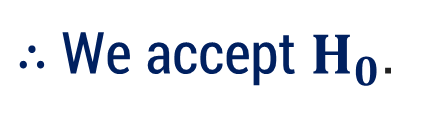 ∴ We accept H₀.